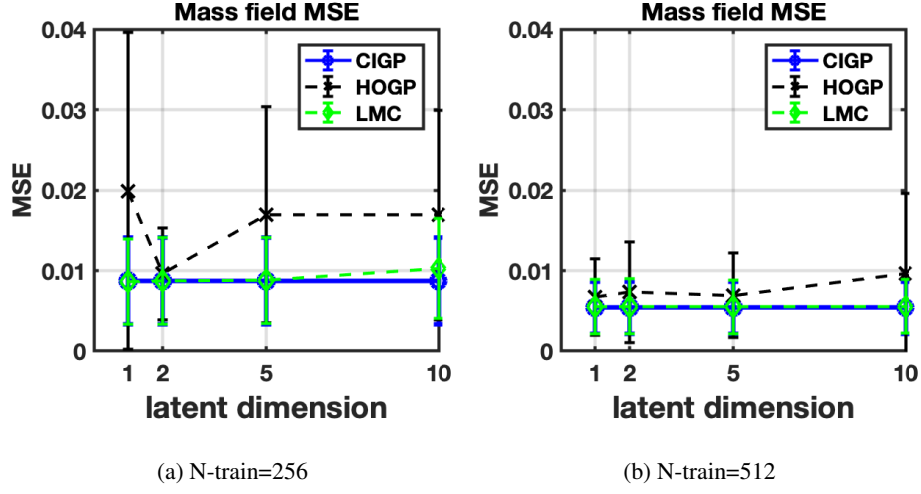 Mass field MSE
0.04
0.03
0.02
0.01
0
MSE
CIGP
HOGP
LMC
1 2 5 10
latent dimension
(a) N-train=256
Mass field MSE
0.04
0.03
0.02
0.01
0
MSE
CIGP
HOGP
LMC
1 2 5 10
latent dimension
(b) N-train=512